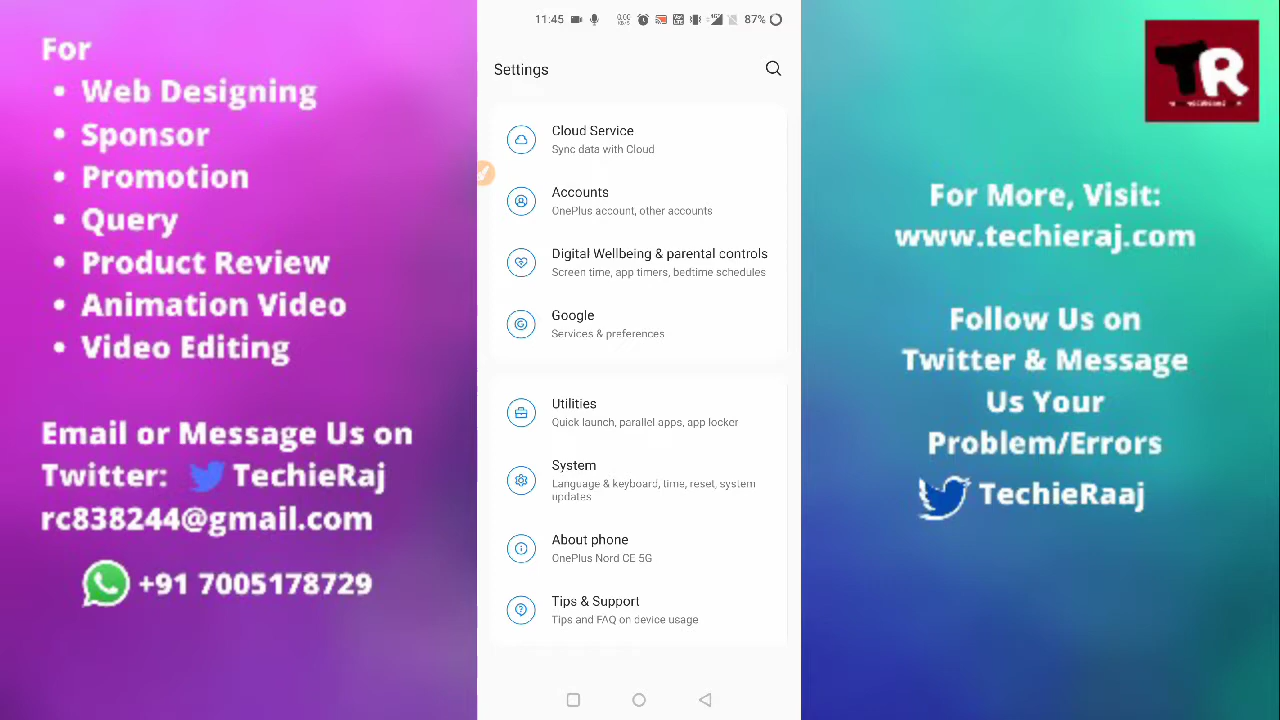 For
• Web Designing
• Sponsor
• Promotion
• Query
• Product Review
• Animation Video
• Video Editing
Email or Message Us on
Twitter: TechieRaj
rc838244@gmail.com
+91 7005178729
11:45
87%
Settings
Cloud Service
Sync data with Cloud
Accounts
OnePlus account, other accounts
Digital Wellbeing & parental controls
Screen time, app timers, bedtime schedules
Google
Services & preferences
Utilities
Quick launch, parallel apps, app locker
System
Language & keyboard, time, reset, system
updates
About phone
OnePlus Nord CE 5G
Tips & Support
Tips and FAQ on device usage
TR
For More, Visit:
www.techieraj.com
Follow Us on
Twitter & Message
Us Your
Problem/Errors
TechieRaaj